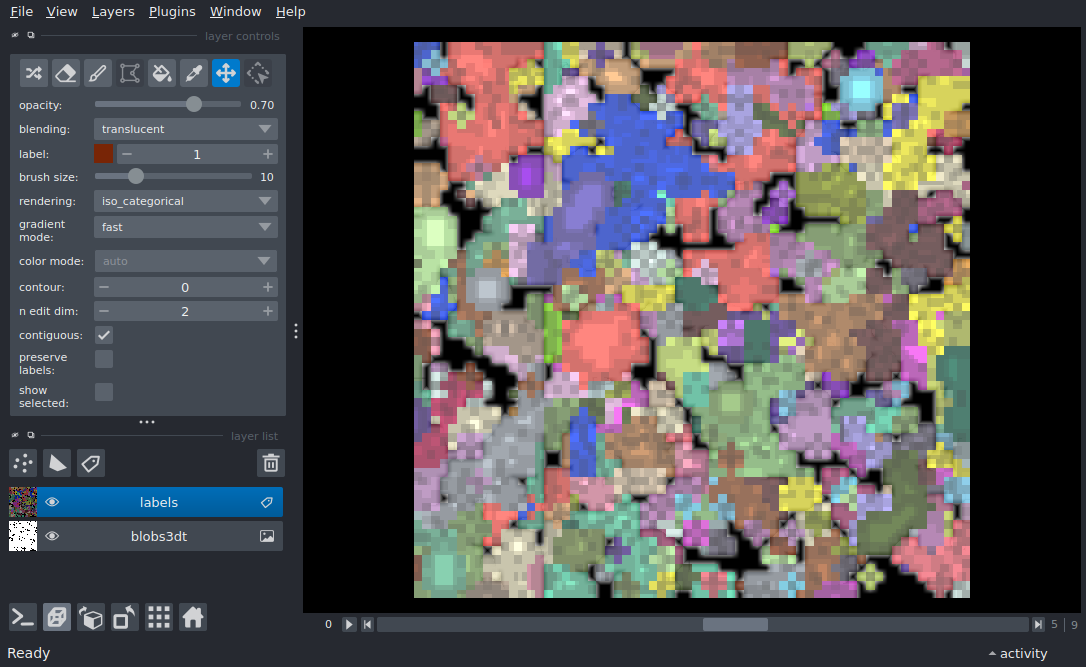 File View Layers Plugins Window Help
layer controls
opacity: 0.70
blending: translucent
label: 1
brush size: 10
rendering: iso_categorical
gradient
mode: fast
color mode: auto
contour: 0
n edit dim: 2
contiguous:
preserve
labels:
show
selected:
layer list
labels
blobs3dt
0 5 | 9
Ready activity